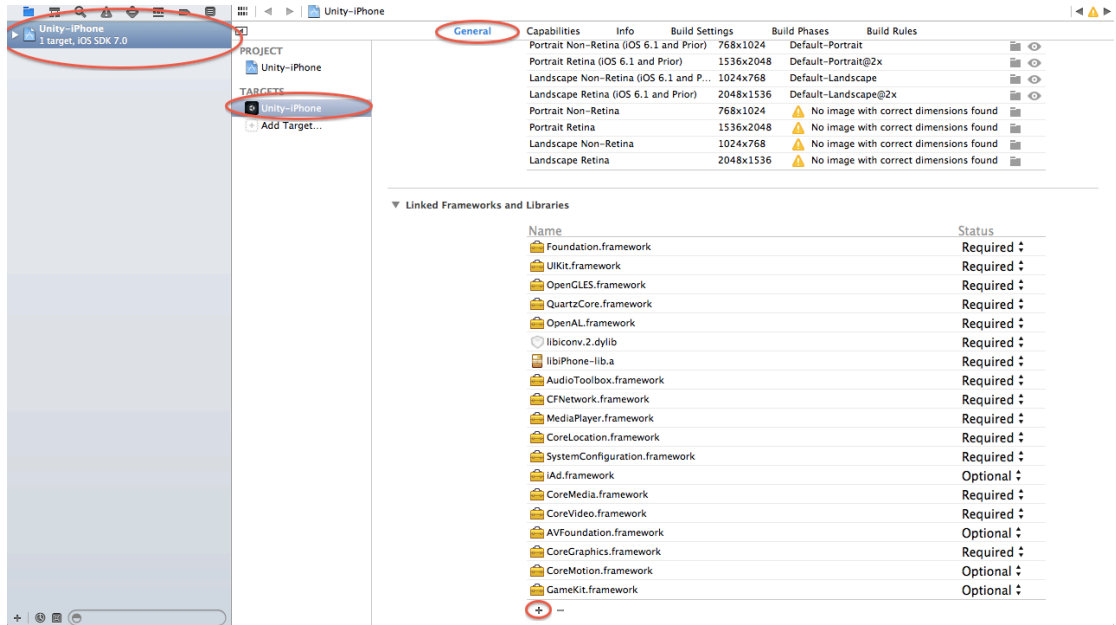 Unity-iPhone
Unity-iPhone
1 target, iOS SDK 7.0
General Capabilities Info Build Settings Build Phases Build Rules
PROJECT
Unity-iPhone
TARGETS
Unity-iPhone
Add Target...
Portrait Non-Retina (iOS 6.1 and Prior) 768x1024 Default-Portrait
Portrait Retina (iOS 6.1 and Prior) 1536x2048 Default-Portrait@2x
Landscape Non-Retina (iOS 6.1 and P... 1024x768 Default-Landscape
Landscape Retina (iOS 6.1 and Prior) 2048x1536 Default-Landscape@2x
Portrait Non-Retina 768x1024 No image with correct dimensions found
Portrait Retina 1536x2048 No image with correct dimensions found
Landscape Non-Retina 1024x768 No image with correct dimensions found
Landscape Retina 2048x1536 No image with correct dimensions found
Linked Frameworks and Libraries
Name Status
Foundation.framework Required
UIKit.framework Required
OpenGLES.framework Required
QuartzCore.framework Required
OpenAL.framework Required
libiconv.2.dylib Required
libiPhone-lib.a Required
AudioToolbox.framework Required
CFNetwork.framework Required
MediaPlayer.framework Required
CoreLocation.framework Required
SystemConfiguration.framework Required
iAd.framework Optional
CoreMedia.framework Required
CoreVideo.framework Required
AVFoundation.framework Optional
CoreGraphics.framework Required
CoreMotion.framework Optional
GameKit.framework Optional